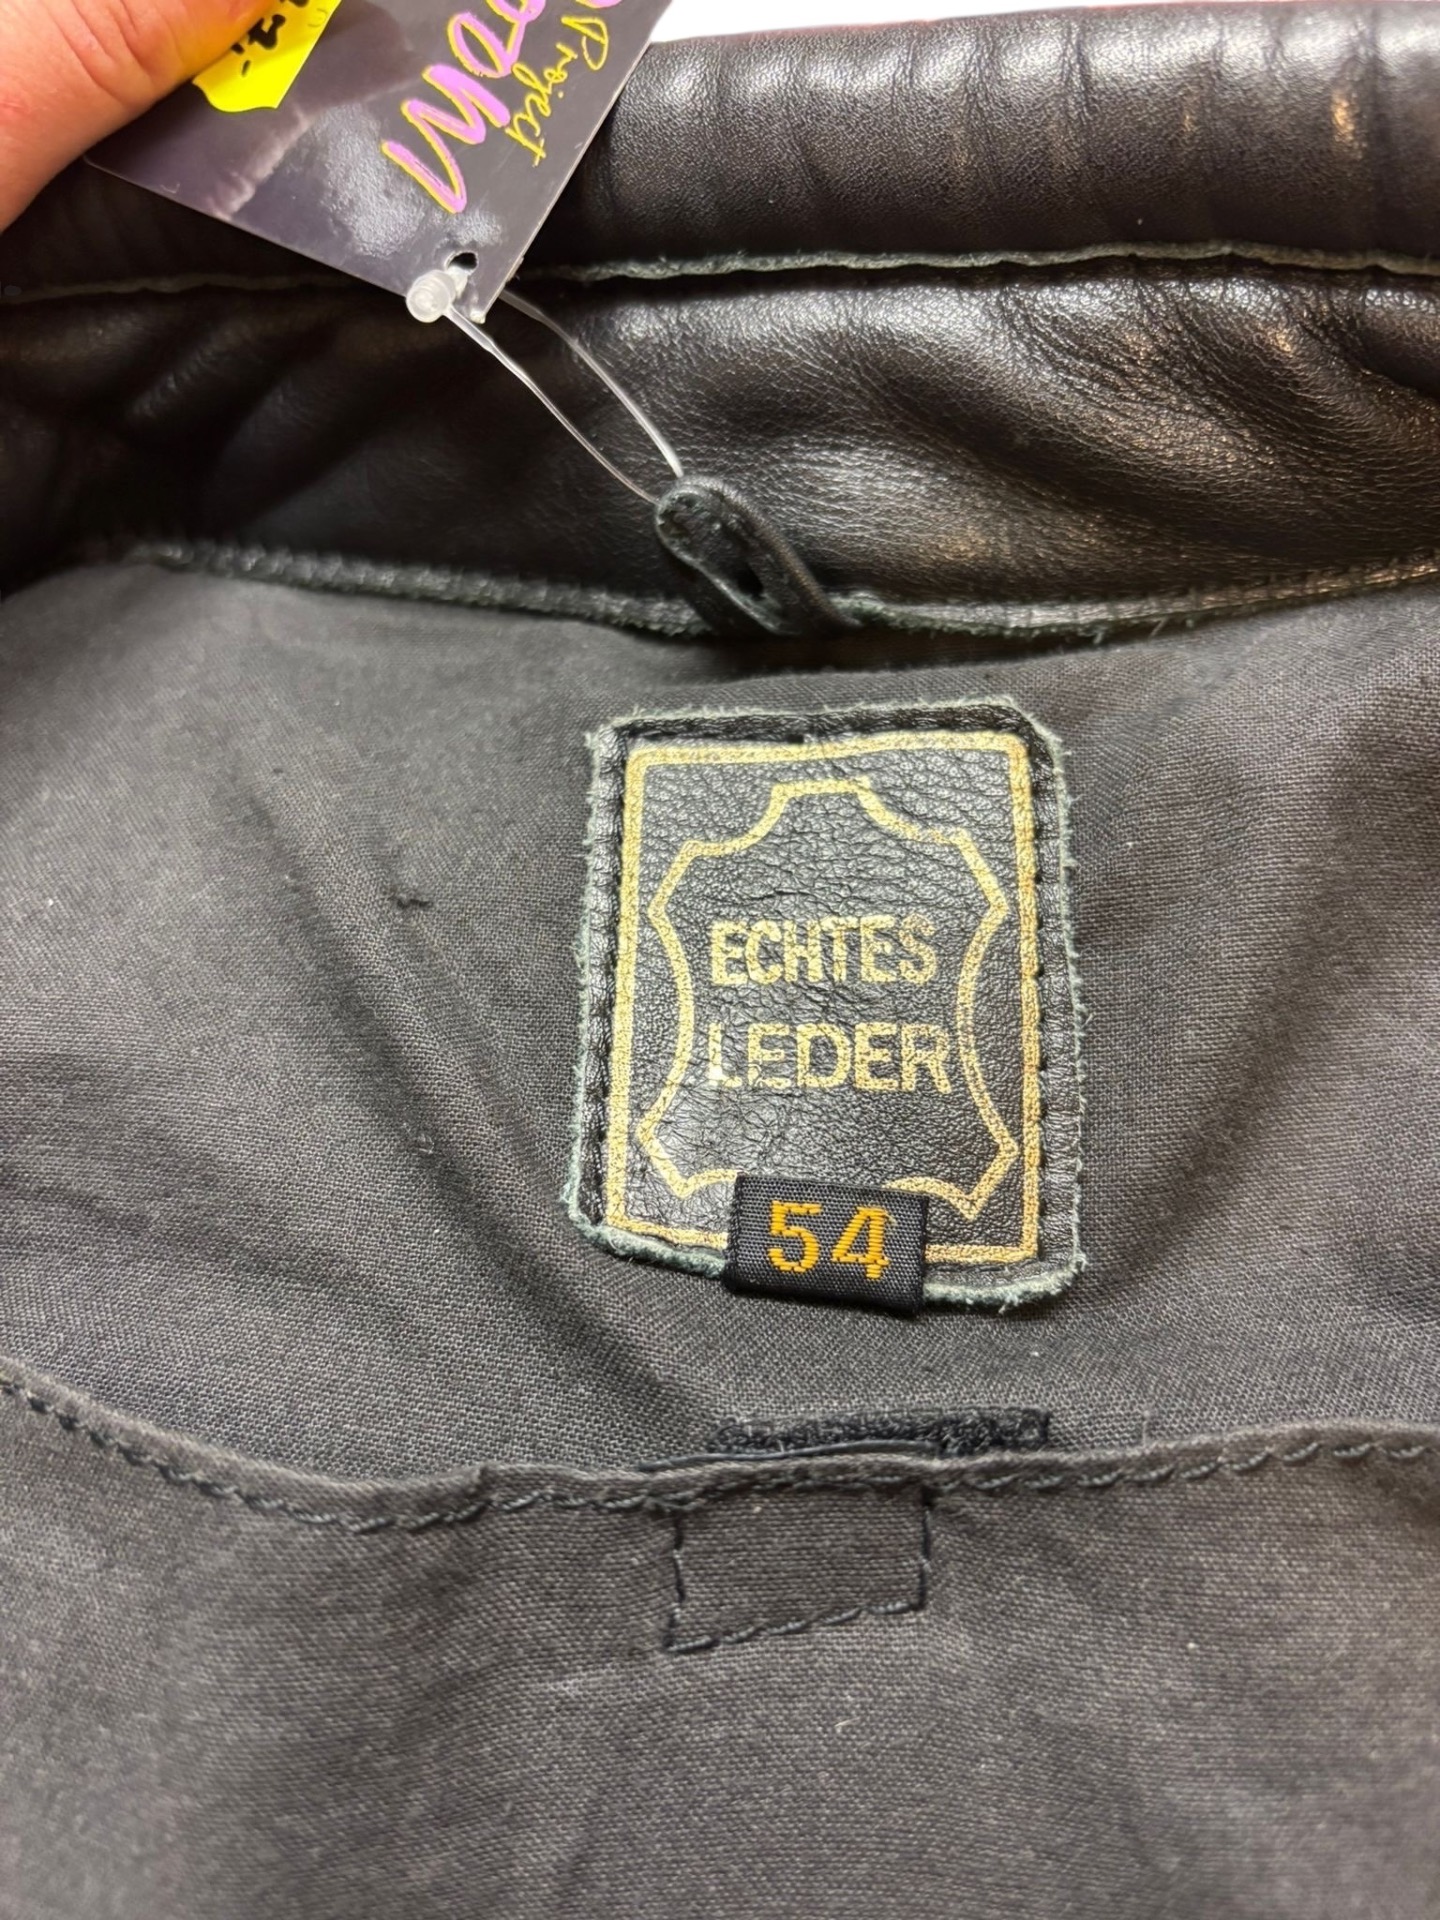 Project
ECHTES
LEDER
54